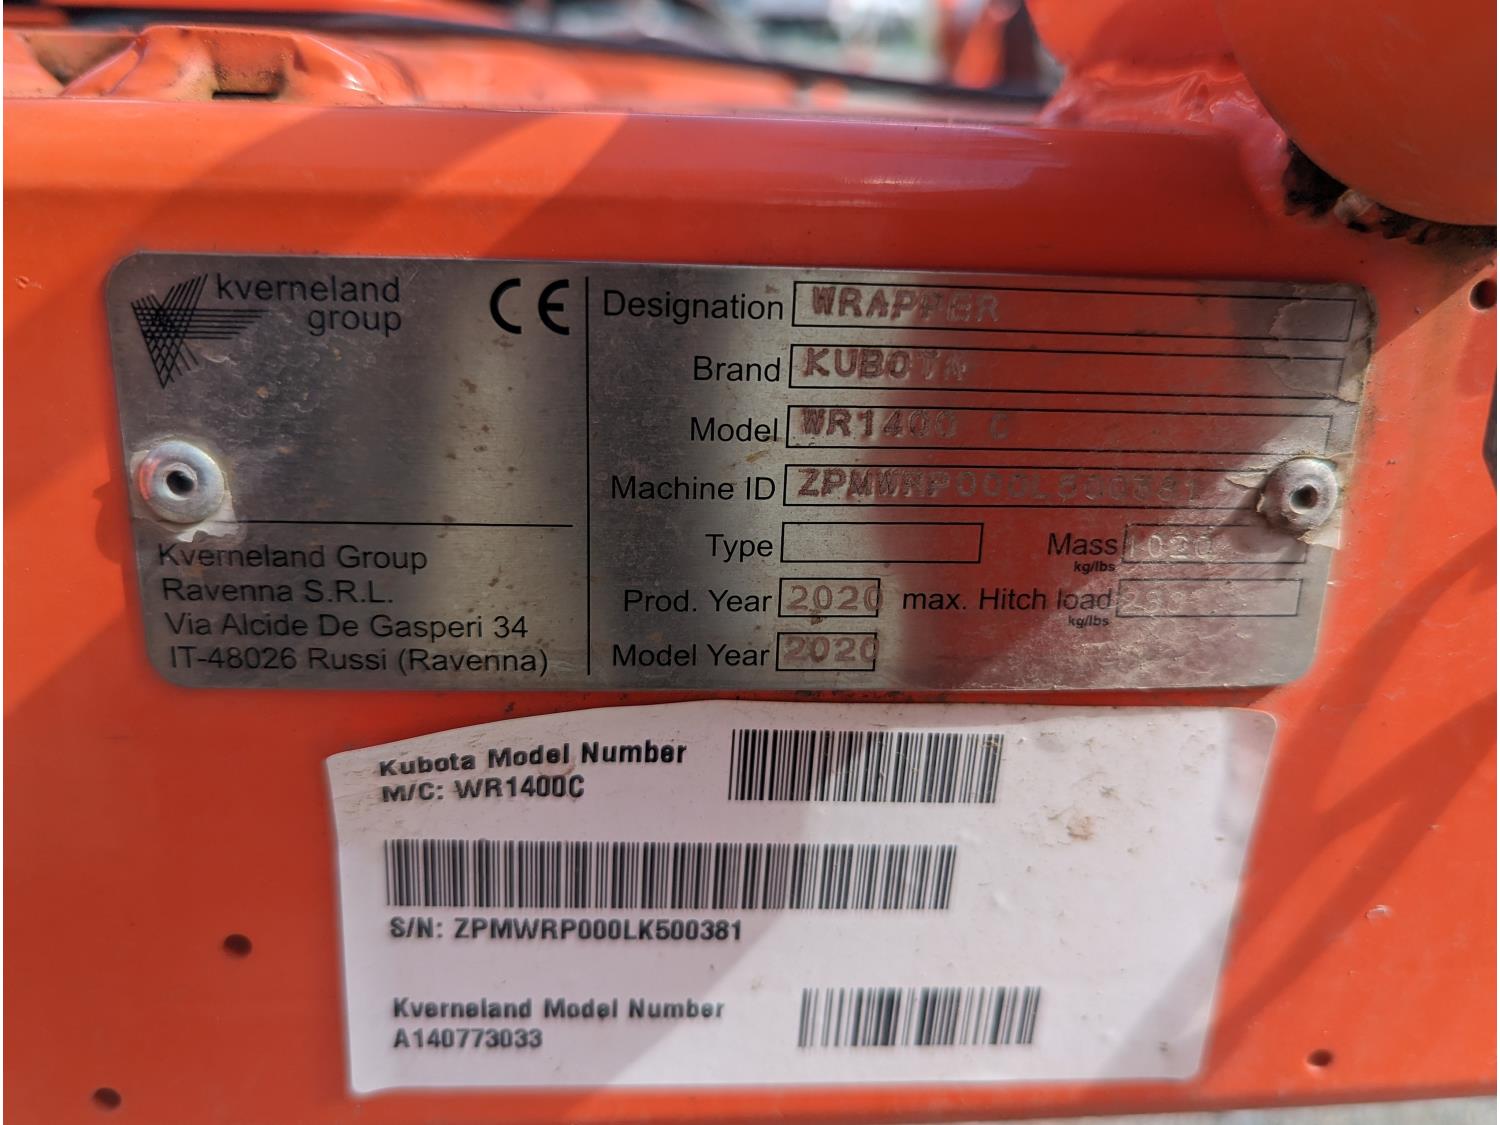 kverneland
group
CE
Designation WRAPPER
Brand KUBOTA
Model WR1400 C
Machine ID ZPMWRP000L500381
Type
Mass 1020
kg/lbs
Prod. Year 2020
max. Hitch load
kg/lbs
Model Year 2020
Kverneland Group
Ravenna S.R.L.
Via Alcide De Gasperi 34
IT-48026 Russi (Ravenna)
Kubota Model Number
M/C: WR1400C
S/N: ZPMWRP000LK500381
Kverneland Model Number
A140773033